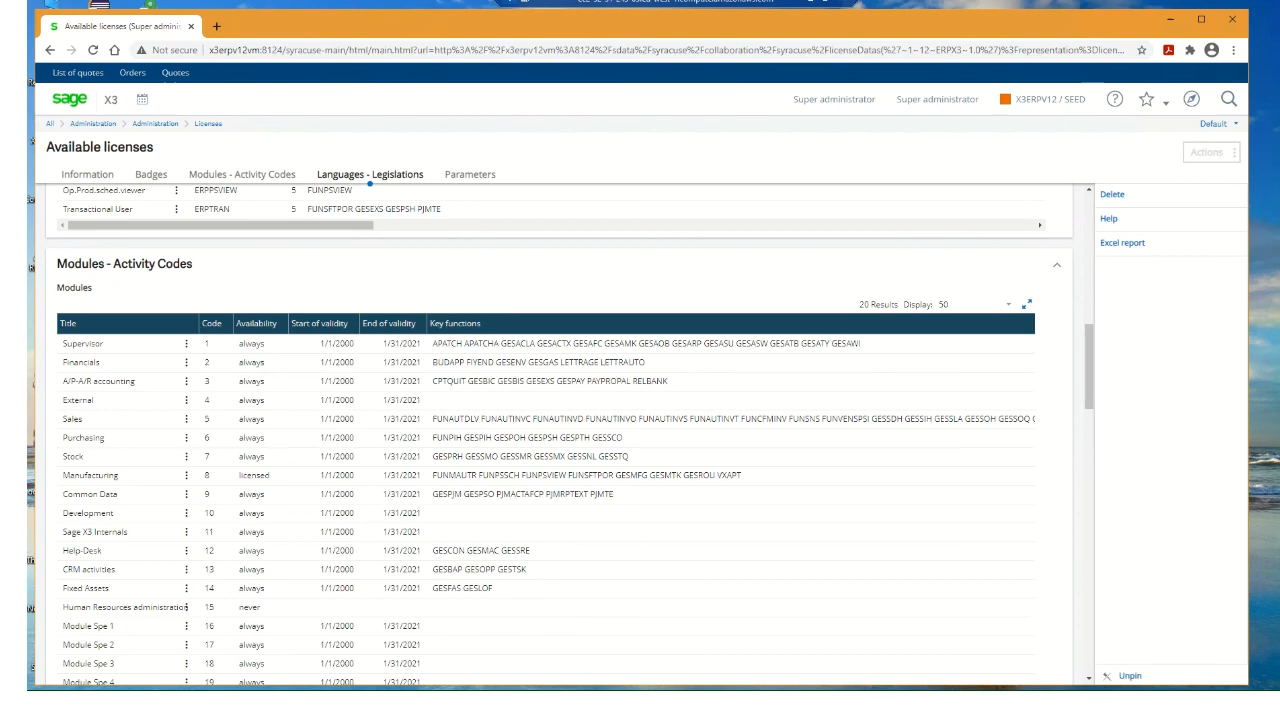 Available licenses (Super admini
Not secure
x3erpv12vm:8124/syracuse-main/html/main.html?url=http%3A%2F%2Fx3erpv12vm%3A8124%2Fsdata%2Fsyracuse%2Fcollaboration%2Fsyracuse%2FlicenseDatas(%27~1~12~ERPX3~1.0%27)%3Frepresentation%3Dlicen...
List of quotes Orders Quotes
sage X3 Super administrator Super administrator X3ERPV12 / SEED
All > Administration > Administration > Licenses Default
Available licenses Actions
Information Badges Modules - Activity Codes Languages - Legislations Parameters
Op.Prod.sched.viewer ERPPSVIEW 5 FUNPSVIEW
Delete
Transactional User ERPTRAN 5 FUNSFTPOR GESEXS GESPSH PJMTE
Help
Excel report
Modules - Activity Codes
Modules
20 Results Display: 50
Title Code Availability Start of validity End of validity Key functions
Supervisor 1 always 1/1/2000 1/31/2021 APATCH APATCHA GESACLA GESACTX GESAFC GESAMK GESAOB GESARP GESASU GESASW GESATB GESATY GESAWI
Financials 2 always 1/1/2000 1/31/2021 BUDAPP FIYEND GESENV GESGAS LETTRAGE LETTRAUTO
A/P-A/R accounting 3 always 1/1/2000 1/31/2021 CPTQUIT GESBIC GESBIS GESEXS GESPAY PAYPROPAL RELBANK
External 4 always 1/1/2000 1/31/2021
Sales 5 always 1/1/2000 1/31/2021 FUNAUTDLV FUNAUTINVC FUNAUTINVD FUNAUTINVO FUNAUTINVS FUNAUTINVT FUNCFMINV FUNSNS FUNVENSPSI GESSDH GESSIH GESSLA GESSOH GESSOQ
Purchasing 6 always 1/1/2000 1/31/2021 FUNPIH GESPIH GESPOH GESPSH GESPTH GESSCO
Stock 7 always 1/1/2000 1/31/2021 GESPRH GESSMO GESSMR GESSMX GESSNL GESSTQ
Manufacturing 8 licensed 1/1/2000 1/31/2021 FUNMAUTR FUNPSSCH FUNPSVIEW FUNSFTPOR GESMFG GESMTK GESROU VXAPT
Common Data 9 always 1/1/2000 1/31/2021 GESPJM GESPSO PJMACTAFCP PJMRPTEXT PJMTE
Development 10 always 1/1/2000 1/31/2021
Sage X3 Internals 11 always 1/1/2000 1/31/2021
Help-Desk 12 always 1/1/2000 1/31/2021 GESCON GESMAC GESSRE
CRM activities 13 always 1/1/2000 1/31/2021 GESBAP GESOPP GESTSK
Fixed Assets 14 always 1/1/2000 1/31/2021 GESFAS GESLOF
Human Resources administration 15 never
Module Spe 1 16 always 1/1/2000 1/31/2021
Module Spe 2 17 always 1/1/2000 1/31/2021
Module Spe 3 18 always 1/1/2000 1/31/2021
Module Spe 4 19 always 1/1/2000 1/31/2021
Unpin